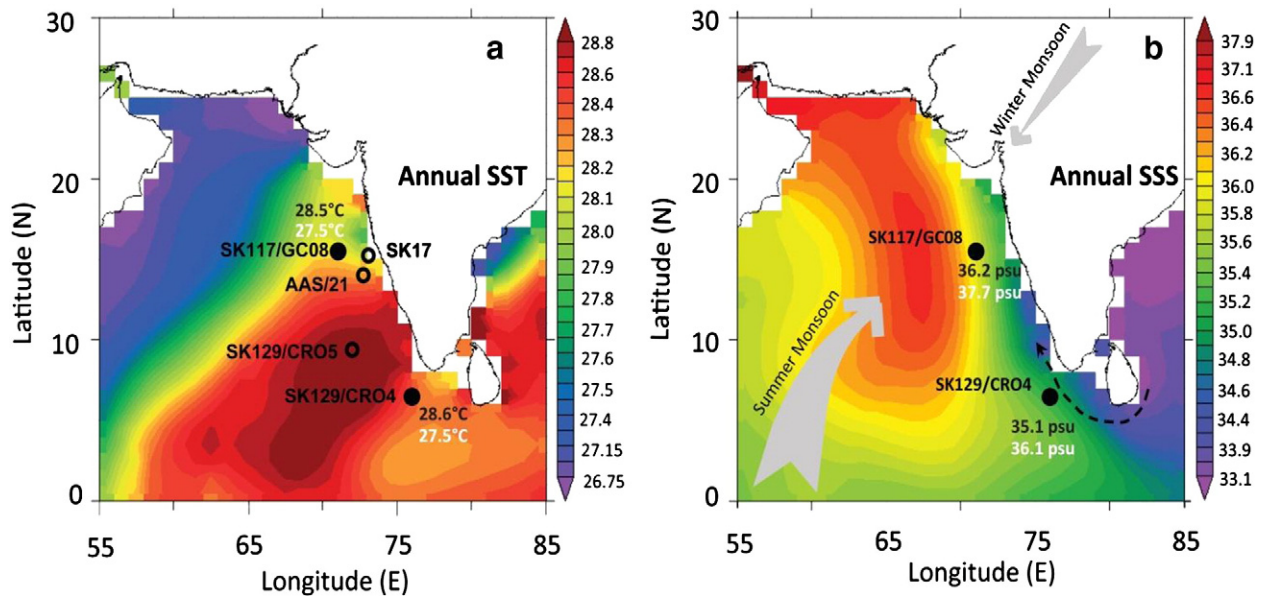 a
Annual SST
30
20
10
0
Latitude (N)
55
65
75
85
Longitude (E)
28.5°C
27.5°C
SK117/GC08
SK17
AAS/21
SK129/CRO5
SK129/CRO4
28.6°C
27.5°C
28.8
28.6
28.4
28.3
28.2
28.0
27.9
27.8
27.7
27.6
27.5
27.4
27.15
26.75
b
Annual SSS
Winter Monsoon
Summer Monsoon
30
20
10
0
Latitude (N)
55
65
75
85
Longitude (E)
SK117/GC08
36.2 psu
37.7 psu
SK129/CRO4
35.1 psu
36.1 psu
37.9
37.1
36.6
36.4
36.2
36.0
35.8
35.6
35.4
35.2
35.0
34.8
34.6
34.4
33.9
33.1